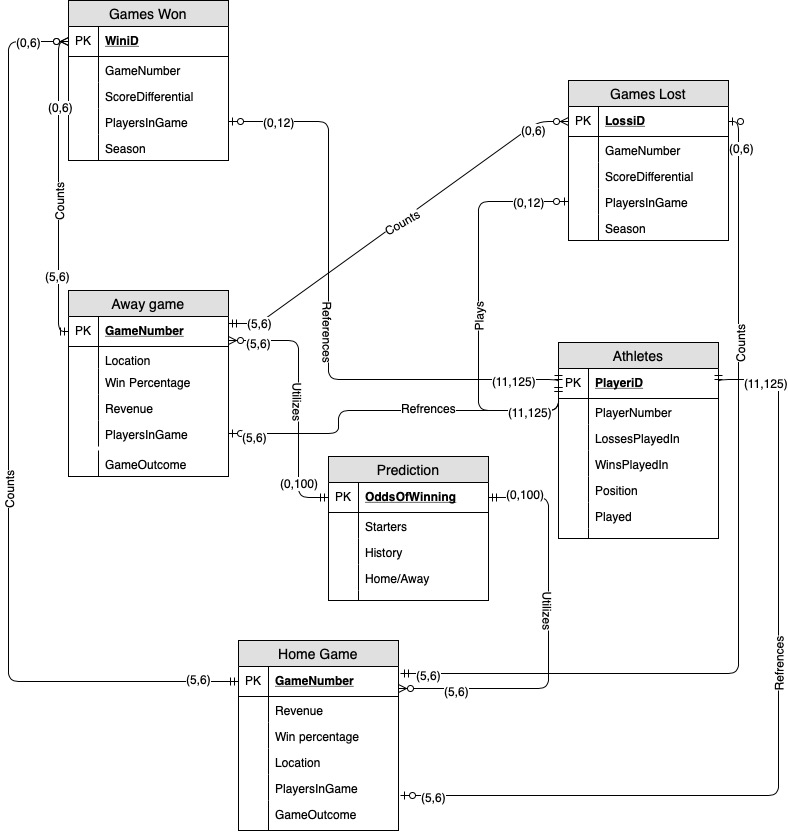 Games Won
PK WiniD
GameNumber
ScoreDifferential
PlayersInGame
Season
(0,6)
(0,6)
(0,12)
Counts
(5,6)
Games Lost
PK LossiD
GameNumber
ScoreDifferential
PlayersInGame
Season
(0,6)
(0,6)
(0,12)
Counts
Away game
PK GameNumber
Location
Win Percentage
Revenue
PlayersInGame
GameOutcome
(5,6)
(5,6)
(5,6)
References
Plays
Counts
Utilizes
Refrences
Athletes
PK PlayeriD
PlayerNumber
LossesPlayedIn
WinsPlayedIn
Position
Played
(11,125)
(11,125)
(11,125)
Prediction
PK OddsOfWinning
Starters
History
Home/Away
(0,100)
(0,100)
Counts
Utilizes
Refrences
Home Game
PK GameNumber
Revenue
Win percentage
Location
PlayersInGame
GameOutcome
(5,6)
(5,6)
(5,6)
(5,6)